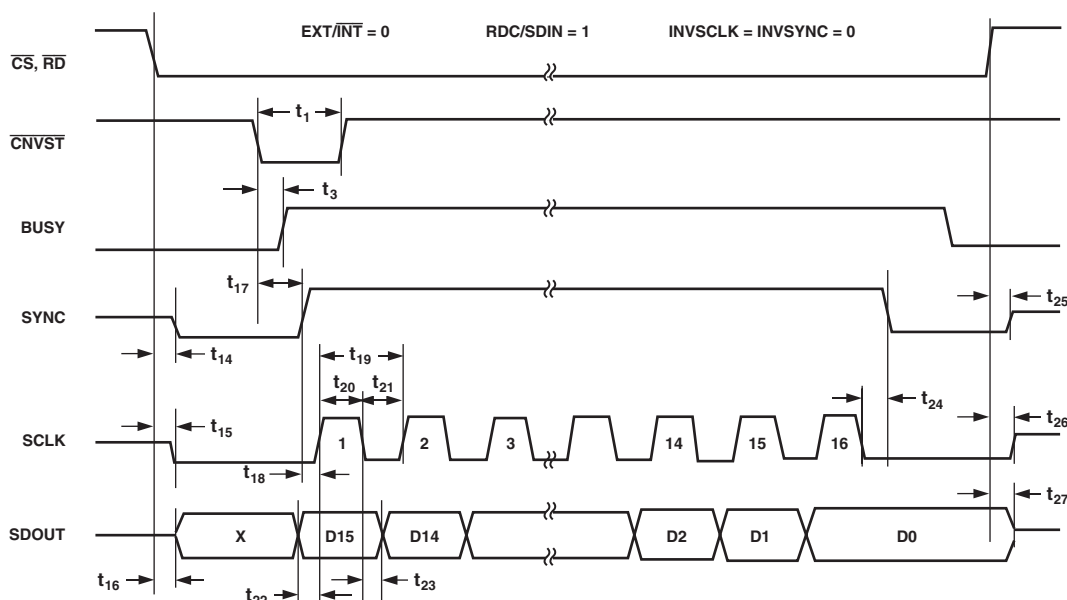 EXT/INT = 0 RDC/SDIN = 1 INVSCLK = INVSYNC = 0
CS, RD
t1
CNVST
t3
BUSY
t17
t25
SYNC
t14
t19
t20 t21
t24
t15
t26
SCLK
1 2 3 14 15 16
t18
t27
SDOUT
X D15 D14 D2 D1 D0
t16
t23